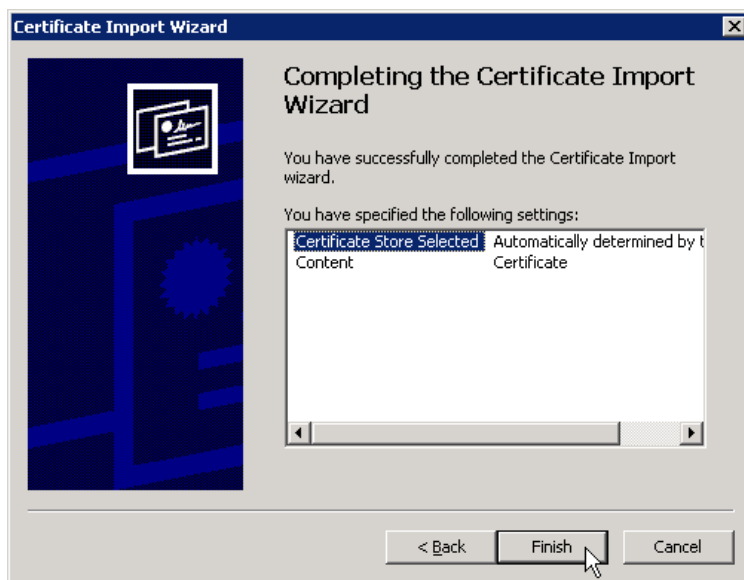 Certificate Import Wizard
Completing the Certificate Import
Wizard
You have successfully completed the Certificate Import
wizard.
You have specified the following settings:
Certificate Store Selected Automatically determined by t
Content Certificate
< Back Finish Cancel